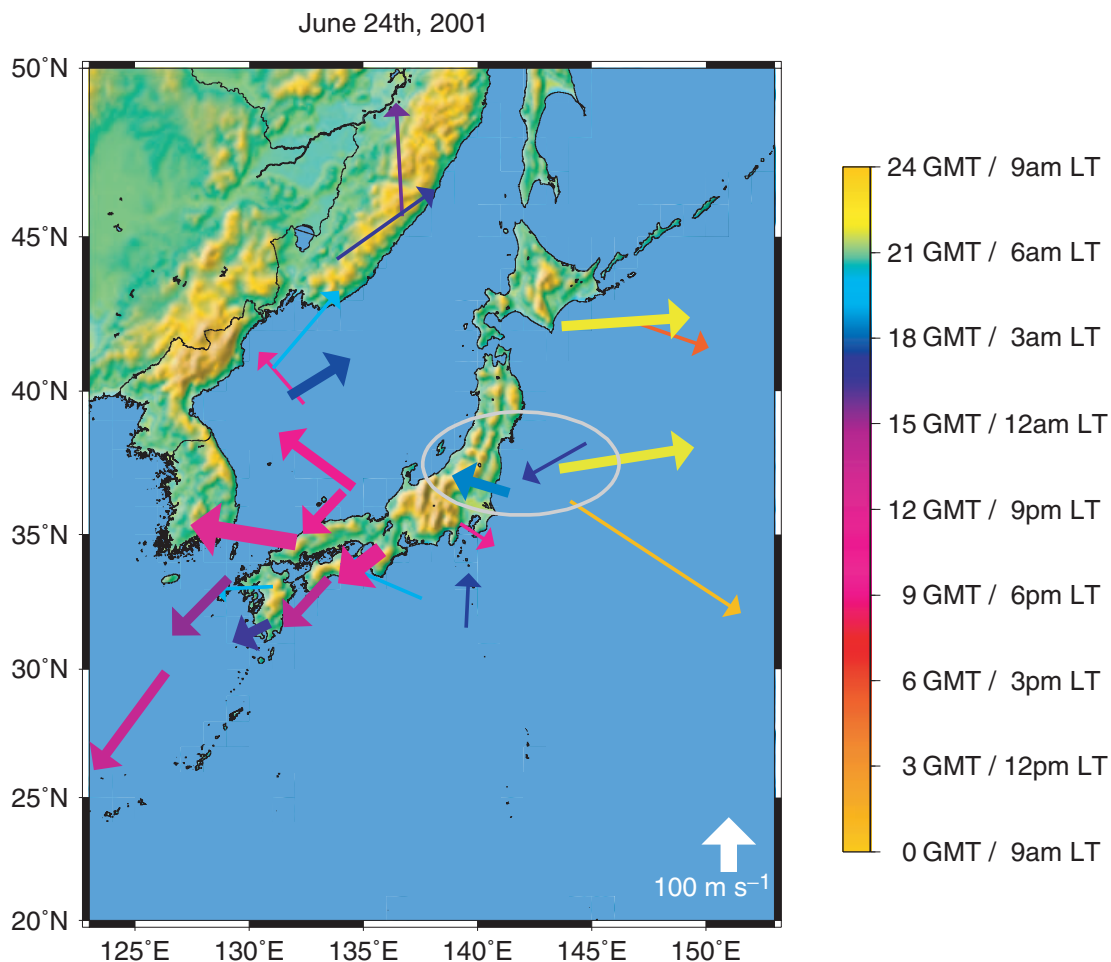 June 24th, 2001
50˚N
45˚N
40˚N
35˚N
30˚N
25˚N
20˚N
125˚E
130˚E
135˚E
140˚E
145˚E
150˚E
100 m s⁻¹
24 GMT / 9am LT
21 GMT / 6am LT
18 GMT / 3am LT
15 GMT / 12am LT
12 GMT / 9pm LT
9 GMT / 6pm LT
6 GMT / 3pm LT
3 GMT / 12pm LT
0 GMT / 9am LT